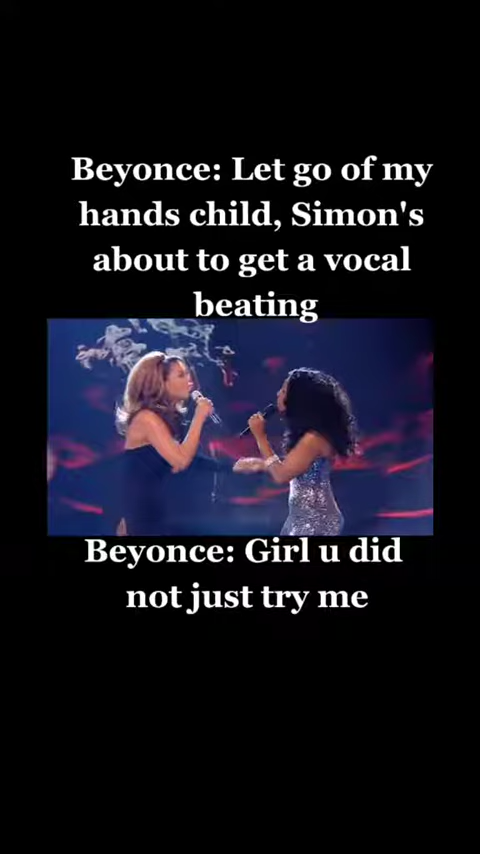 Beyonce: Let go of my
hands child, Simon's
about to get a vocal
beating
Beyonce: Girl u did
not just try me